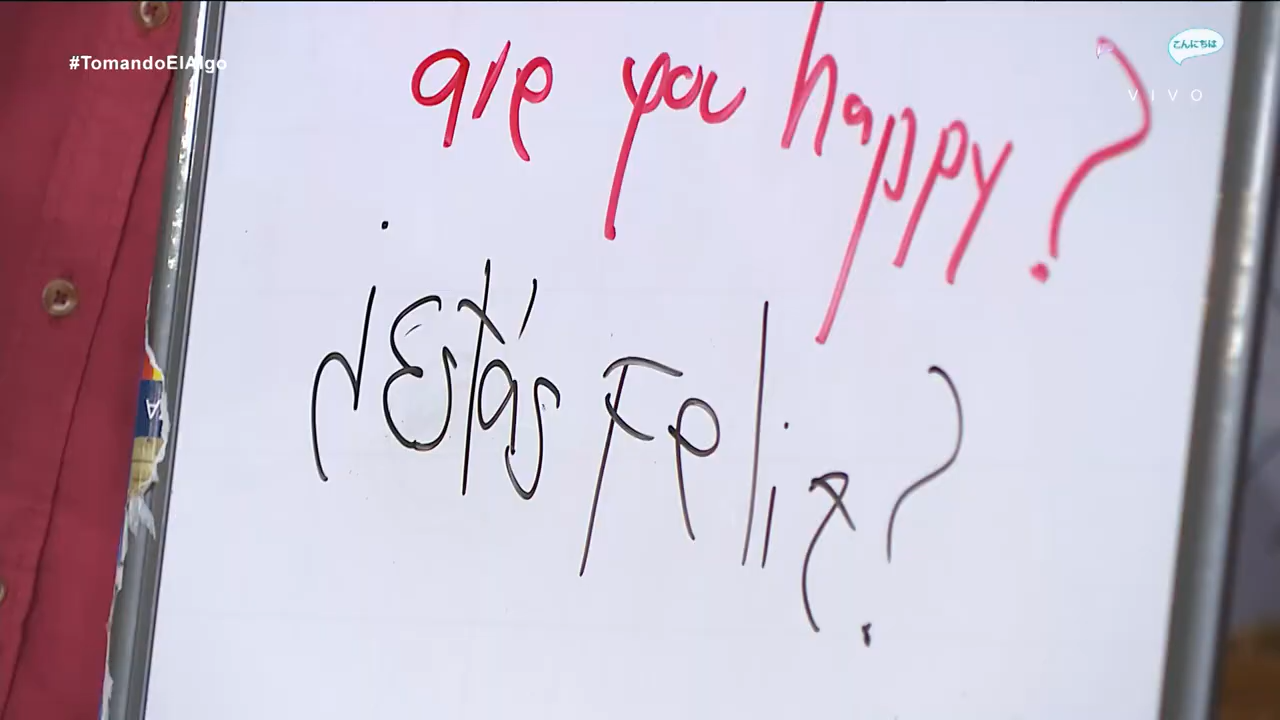 #TomandoElAlgo
こんにちは
VIVO
are you happy?
¿Estás Feliz?